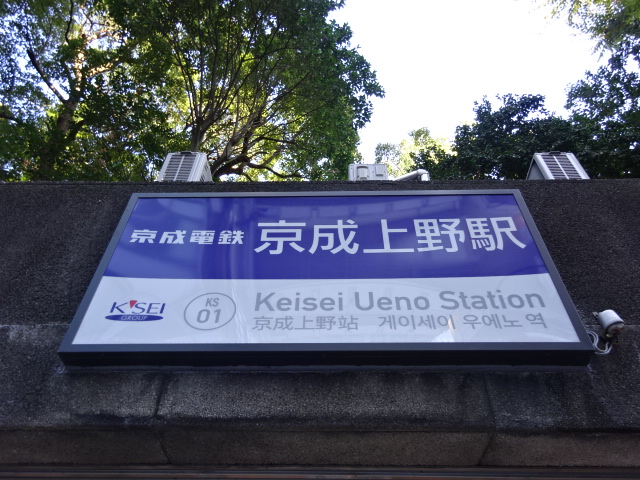 京成電鉄 京成上野駅
K'SEI GROUP
KS 01
Keisei Ueno Station
京成上野站 게이세이 우에노 역